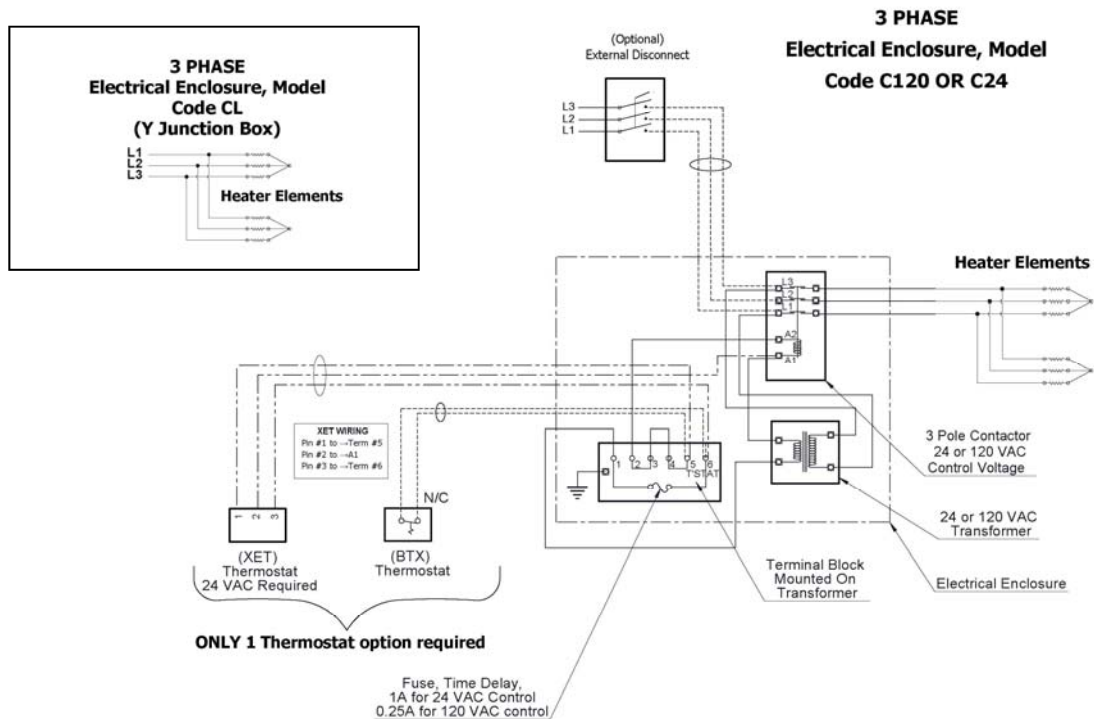 3 PHASE
Electrical Enclosure, Model
Code CL
(Y Junction Box)
L1
L2
L3
Heater Elements
3 PHASE
Electrical Enclosure, Model
Code C120 OR C24
(Optional)
External Disconnect
L3
L2
L1
Heater Elements
L3
L2
L1
A2
A1
3 Pole Contactor
24 or 120 VAC
Control Voltage
24 or 120 VAC
Transformer
Electrical Enclosure
XET WIRING
Pin #1 to →Term #5
Pin #2 to →A1
Pin #3 to →Term #6
1 2 3 4 5 6
T'STAT
Terminal Block
Mounted On
Transformer
1 2 3
(XET)
Thermostat
24 VAC Required
N/C
(BTX)
Thermostat
ONLY 1 Thermostat option required
Fuse, Time Delay,
1A for 24 VAC Control
0.25A for 120 VAC control